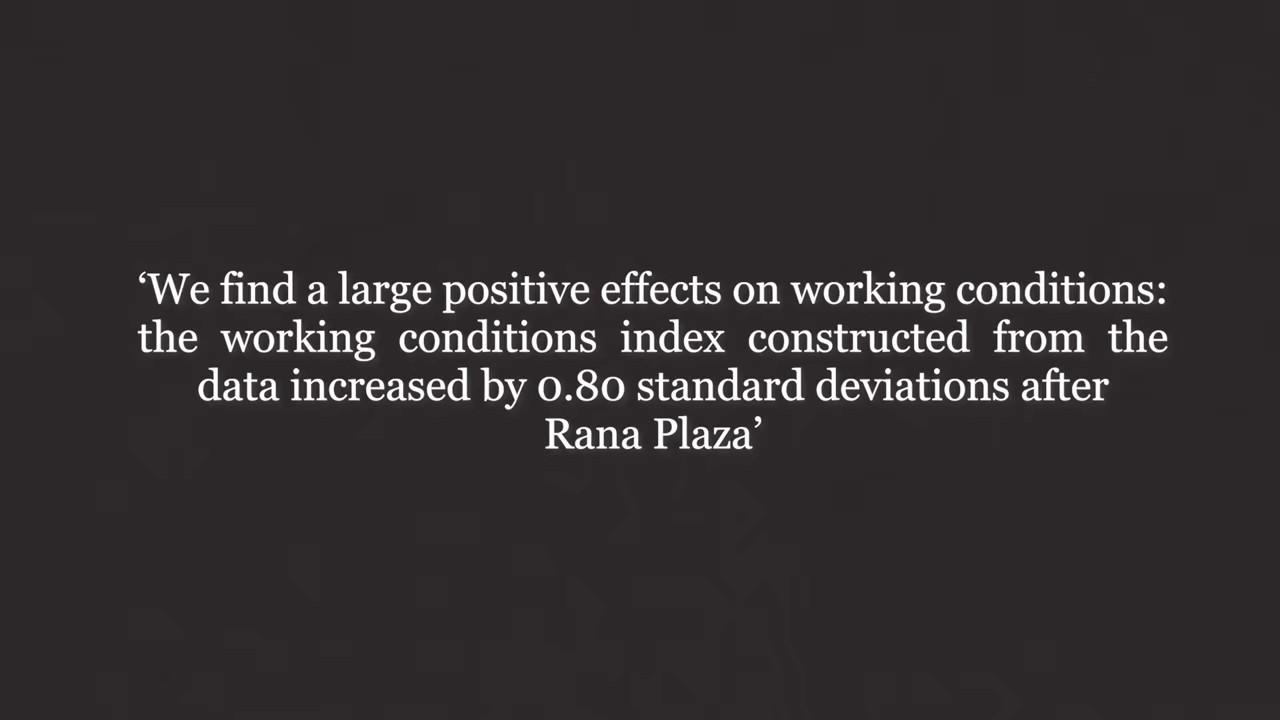 ‘We find a large positive effects on working conditions:
the working conditions index constructed from the
data increased by 0.80 standard deviations after
Rana Plaza’